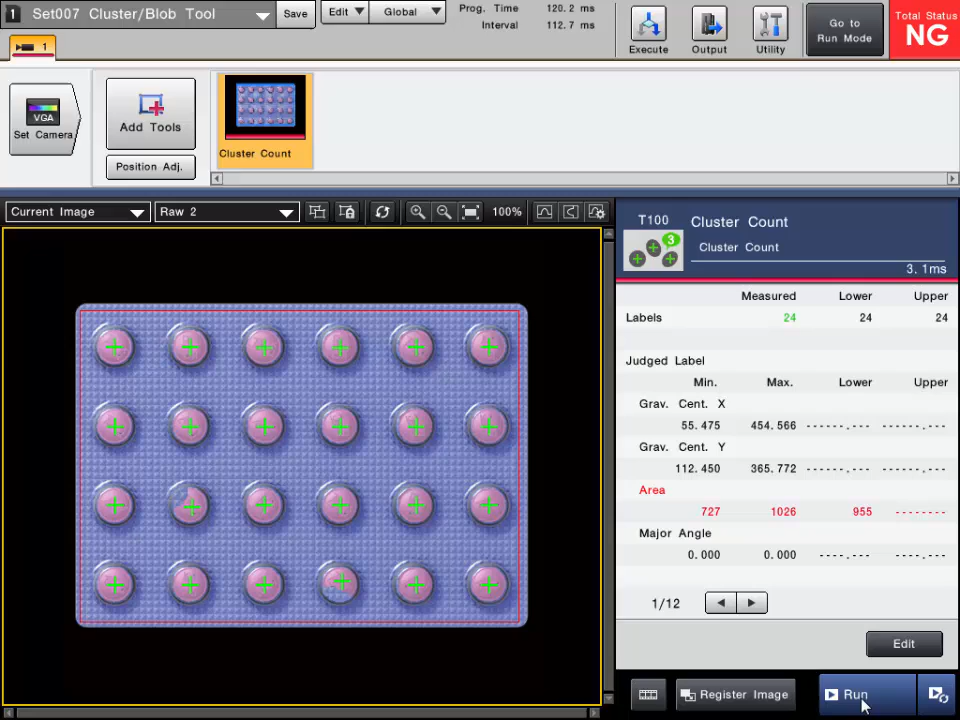 1 Set007 Cluster/Blob Tool Save Edit Global Prog. Time 120.2 ms
Interval 112.7 ms
Execute Output Utility Go to Run Mode Total Status NG
1
VGA
Set Camera
Add Tools
Position Adj.
Cluster Count
Current Image Raw 2 100%
T100 Cluster Count
3 Cluster Count
3.1ms
Measured Lower Upper
Labels 24 24 24
Judged Label
Min. Max. Lower Upper
Grav. Cent. X
55.475 454.566 ------.--- ------.---
Grav. Cent. Y
112.450 365.772 ------.--- ------.---
Area
727 1026 955 --------
Major Angle
0.000 0.000 ----.--- ----.---
1/12
Edit
Register Image Run